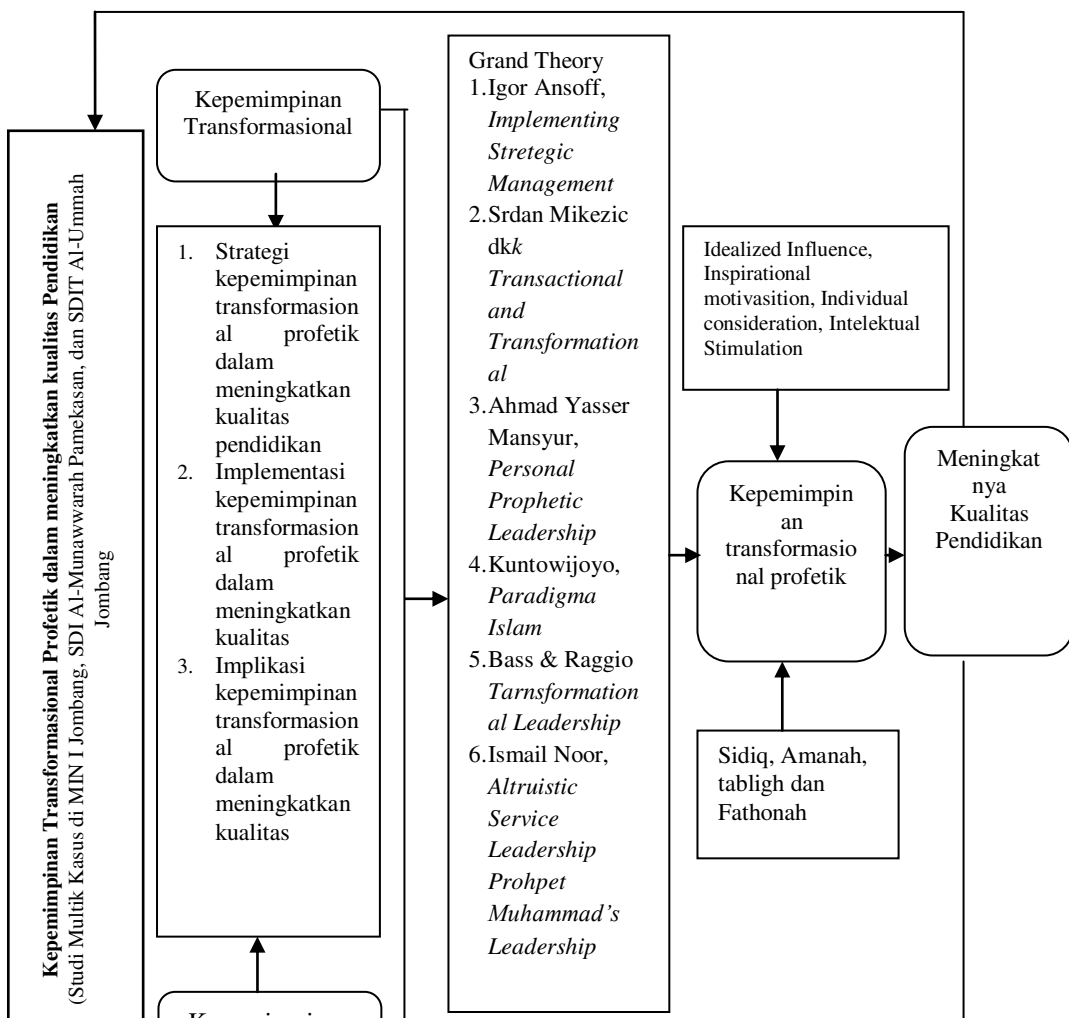 Kepemimpinan Transformasional Profetik dalam meningkatkan kualitas Pendidikan
(Studi Multik Kasus di MIN I Jombang, SDI Al-Munawwarah Pamekasan, dan SDIT Al-Ummah
Jombang
Kepemimpinan
Transformasional
1. Strategi
kepemimpinan
transformasion
al profetik
dalam
meningkatkan
kualitas
pendidikan
2. Implementasi
kepemimpinan
transformasion
al profetik
dalam
meningkatkan
kualitas
3. Implikasi
kepemimpinan
transformasion
al profetik
dalam
meningkatkan
kualitas
Grand Theory
1.Igor Ansoff,
Implementing
Stretegic
Management
2.Srdan Mikezic
dkk
Transactional
and
Transformation
al
3.Ahmad Yasser
Mansyur,
Personal
Prophetic
Leadership
4.Kuntowijoyo,
Paradigma
Islam
5.Bass & Raggio
Tarnsformation
al Leadership
6.Ismail Noor,
Altruistic
Service
Leadership
Prohpet
Muhammad's
Leadership
Idealized Influence,
Inspirational
motivasition, Individual
consideration, Intelektual
Stimulation
Kepemimpin
an
transformasio
nal profetik
Sidiq, Amanah,
tabligh dan
Fathonah
Meningkat
nya
Kualitas
Pendidikan